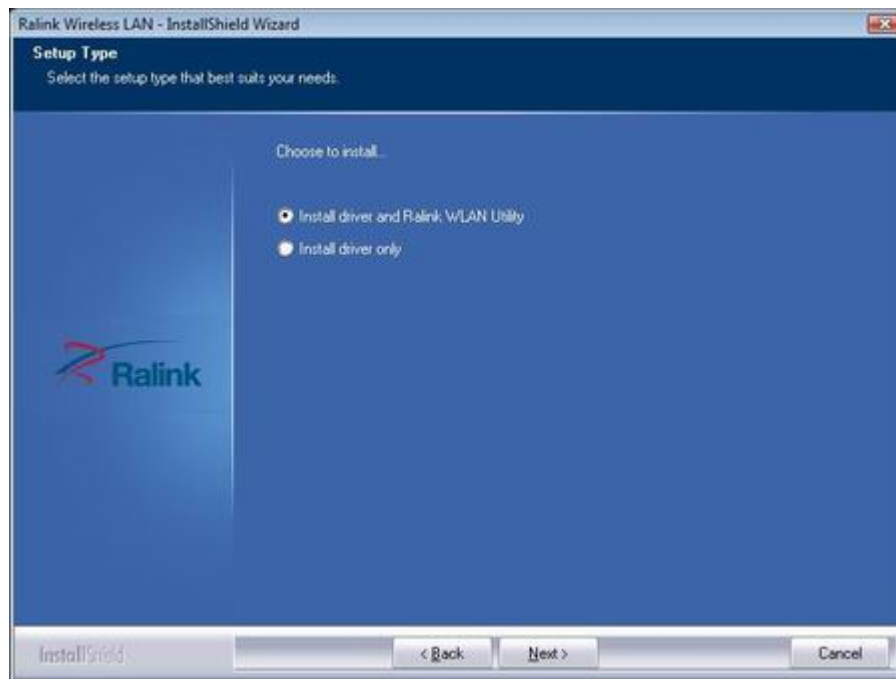 Ralink Wireless LAN - InstallShield Wizard
Setup Type
Select the setup type that best suits your needs.
Choose to install...
Install driver and Ralink WLAN Utility
Install driver only
Ralink
InstallShield
< Back
Next >
Cancel